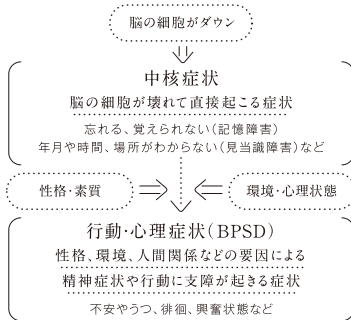 脳の細胞がダウン
中核症状
脳の細胞が壊れて直接起こる症状
忘れる、覚えられない(記憶障害)
年月や時間、場所がわからない(見当識障害)など
性格・素質
環境・心理状態
行動・心理症状(BPSD)
性格、環境、人間関係などの要因による
精神症状や行動に支障が起きる症状
不安やうつ、徘徊、興奮状態など